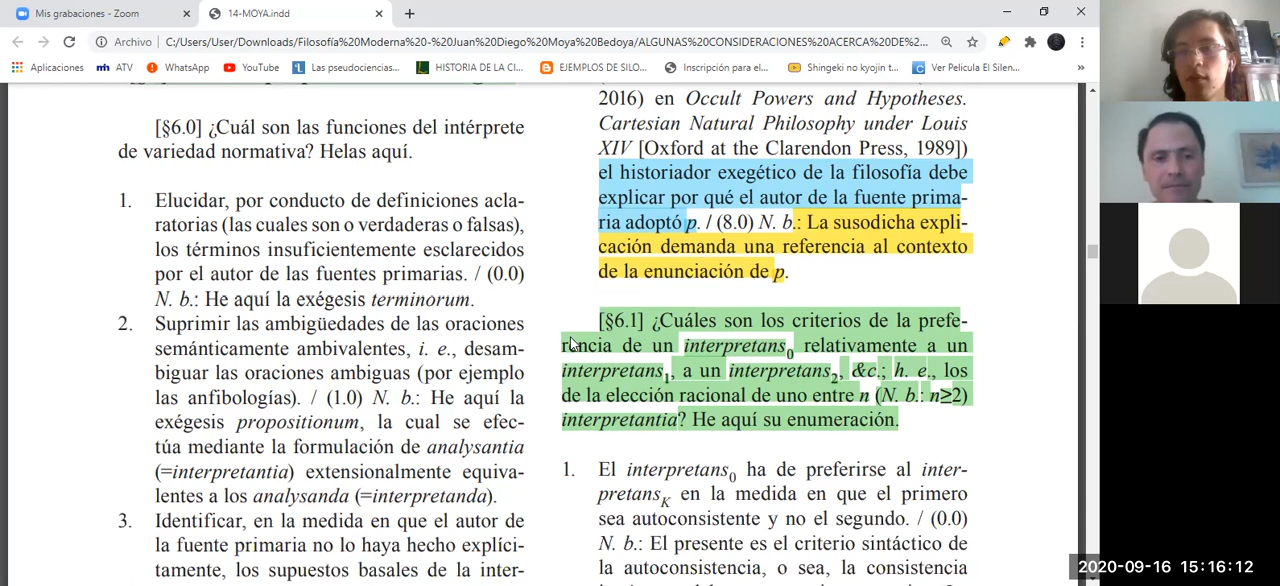 Mis grabaciones - Zoom
14-MOYA.indd
Archivo
C:/Users/User/Downloads/Filosofía%20Moderna%20-%20Juan%20Diego%20Moya%20Bedoya/ALGUNAS%20CONSIDERACIONES%20ACERCA%20DE%...
Aplicaciones
mh ATV
WhatsApp
YouTube
Las pseudociencias...
HISTORIA DE LA CI...
EJEMPLOS DE SILO...
Inscripción para el...
Shingeki no kyojin t...
Ver Pelicula El Silen...
»
[§6.0] ¿Cuál son las funciones del intérprete
de variedad normativa? Helas aquí.
1. Elucidar, por conducto de definiciones acla-
ratorias (las cuales son o verdaderas o falsas),
los términos insuficientemente esclarecidos
por el autor de las fuentes primarias. / (0.0)
N. b.: He aquí la exégesis terminorum.
2. Suprimir las ambigüedades de las oraciones
semánticamente ambivalentes, i. e., desam-
biguar las oraciones ambiguas (por ejemplo
las anfibologías). / (1.0) N. b.: He aquí la
exégesis propositionum, la cual se efec-
túa mediante la formulación de analysantia
(=interpretantia) extensionalmente equiva-
lentes a los analysanda (=interpretanda).
3. Identificar, en la medida en que el autor de
la fuente primaria no lo haya hecho explíci-
tamente, los supuestos basales de la inter-
2016) en Occult Powers and Hypotheses.
Cartesian Natural Philosophy under Louis
XIV [Oxford at the Clarendon Press, 1989])
el historiador exegético de la filosofía debe
explicar por qué el autor de la fuente prima-
ria adoptó p. / (8.0) N. b.: La susodicha expli-
cación demanda una referencia al contexto
de la enunciación de p.
[§6.1] ¿Cuáles son los criterios de la prefe-
rencia de un interpretans0 relativamente a un
interpretans1, a un interpretans2, &c.; h. e., los
de la elección racional de uno entre n (N. b.: n≥2)
interpretantia? He aquí su enumeración.
1. El interpretans0 ha de preferirse al inter-
pretansK en la medida en que el primero
sea autoconsistente y no el segundo. / (0.0)
N. b.: El presente es el criterio sintáctico de
la autoconsistencia, o sea, la consistencia
2020-09-16 15:16:12